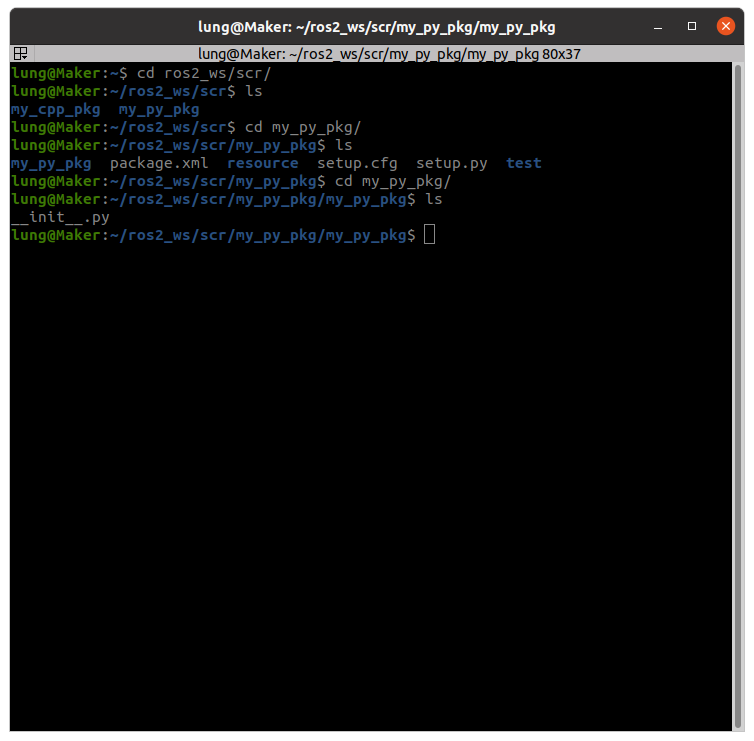 lung@Maker: ~/ros2_ws/scr/my_py_pkg/my_py_pkg
lung@Maker: ~/ros2_ws/scr/my_py_pkg/my_py_pkg 80x37
lung@Maker:~$ cd ros2_ws/scr/
lung@Maker:~/ros2_ws/scr$ ls
my_cpp_pkg  my_py_pkg
lung@Maker:~/ros2_ws/scr$ cd my_py_pkg/
lung@Maker:~/ros2_ws/scr/my_py_pkg$ ls
my_py_pkg  package.xml  resource  setup.cfg  setup.py  test
lung@Maker:~/ros2_ws/scr/my_py_pkg$ cd my_py_pkg/
lung@Maker:~/ros2_ws/scr/my_py_pkg/my_py_pkg$ ls
__init__.py
lung@Maker:~/ros2_ws/scr/my_py_pkg/my_py_pkg$